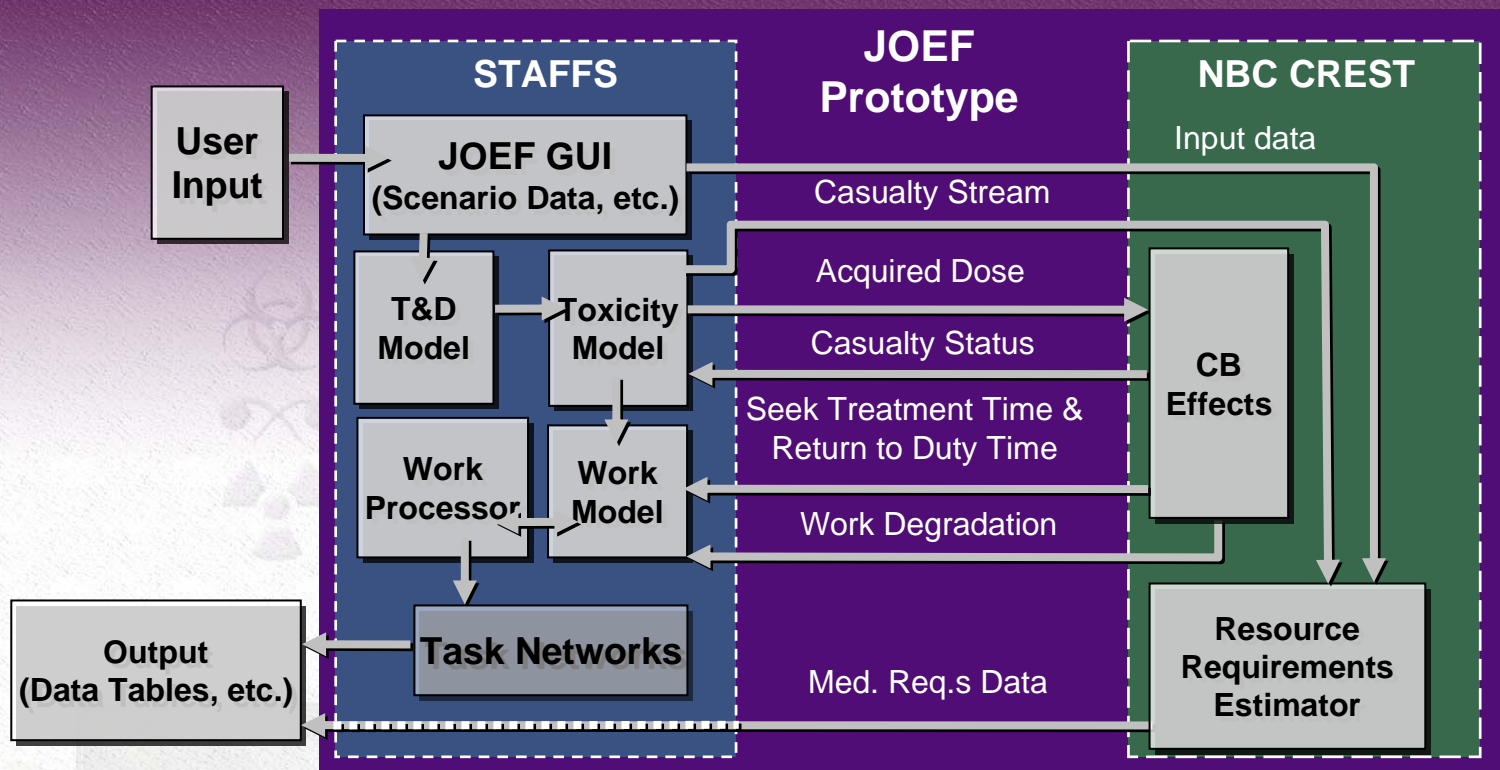 JOEF
Prototype
STAFFS
NBC CREST
User
Input
JOEF GUI
(Scenario Data, etc.)
Input data
Casualty Stream
T&D
Model
Toxicity
Model
Acquired Dose
Casualty Status
CB
Effects
Seek Treatment Time &
Return to Duty Time
Work
Processor
Work
Model
Work Degradation
Task Networks
Output
(Data Tables, etc.)
Med. Req.s Data
Resource
Requirements
Estimator